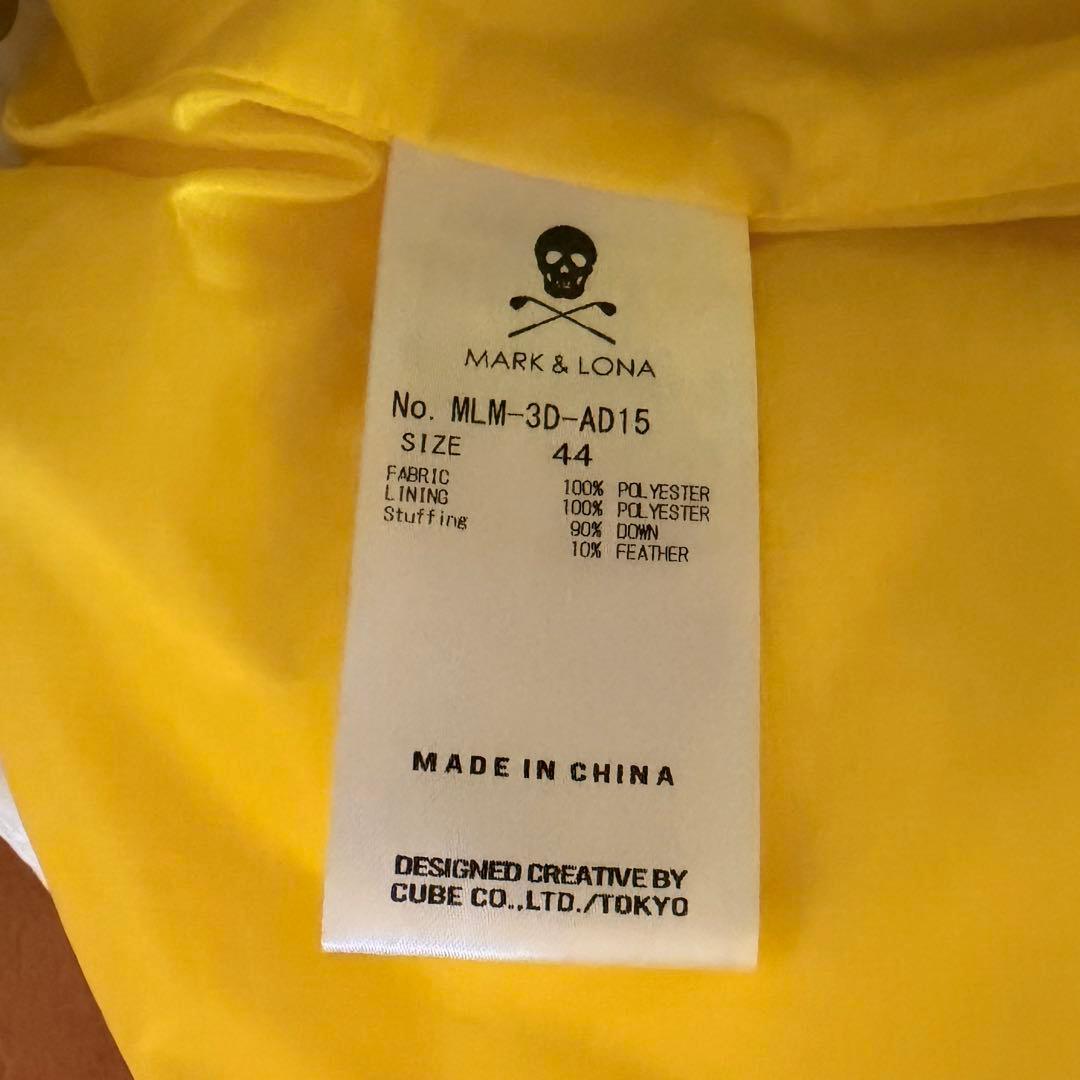 MARK & LONA
No. MLM-3D-AD15
SIZE 44
FABRIC 100% POLYESTER
LINING 100% POLYESTER
Stuffing 90% DOWN
10% FEATHER
MADE IN CHINA
DESIGNED CREATIVE BY
CUBE CO.,LTD./TOKYO